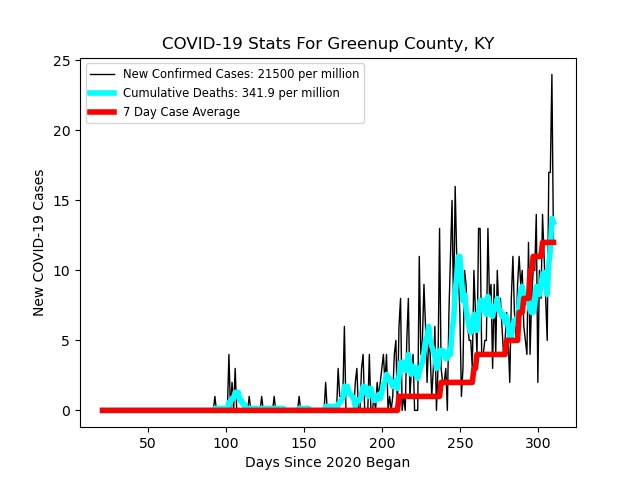 COVID-19 Stats For Greenup County, KY
New Confirmed Cases: 21500 per million
Cumulative Deaths: 341.9 per million
7 Day Case Average
New COVID-19 Cases
25
20
15
10
5
0
50 100 150 200 250 300
Days Since 2020 Began